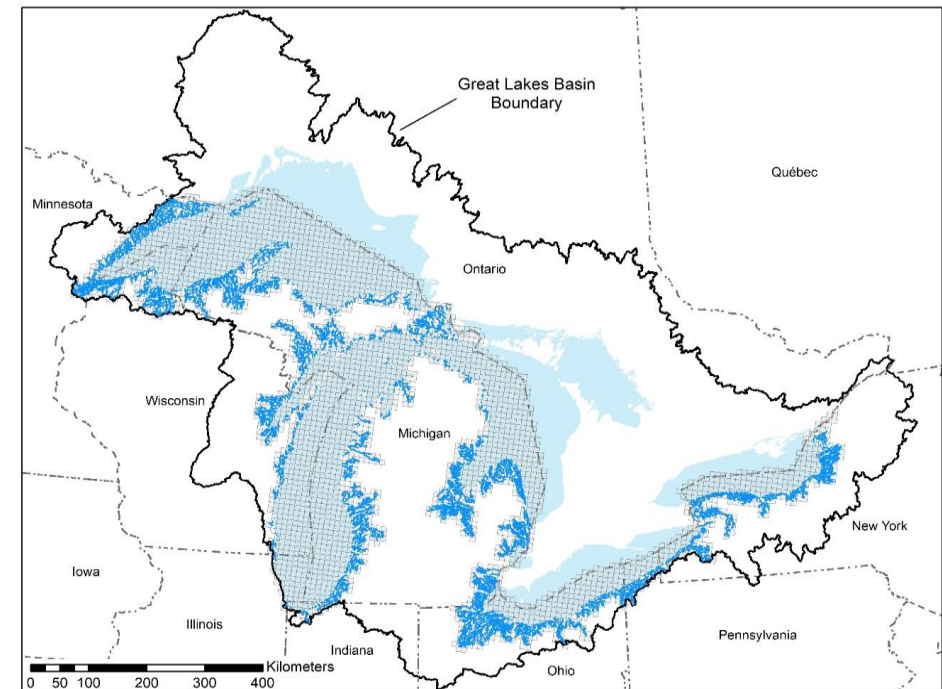 Great Lakes Basin
Boundary
Québec
Minnesota
Ontario
Wisconsin
Michigan
New York
Iowa
Illinois
Indiana
Ohio
Pennsylvania
Kilometers
0 50 100 200 300 400